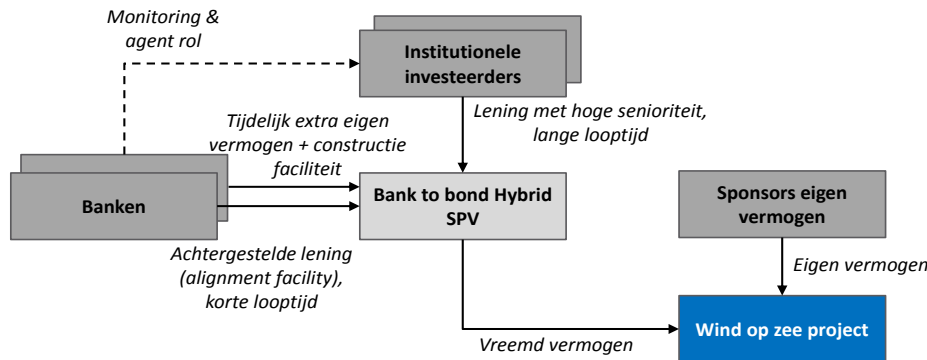 Monitoring &
agent rol
Institutionele
investeerders
Lening met hoge senioriteit,
lange looptijd
Tijdelijk extra eigen
vermogen + constructie
faciliteit
Banken
Bank to bond Hybrid
SPV
Sponsors eigen
vermogen
Achtergestelde lening
(alignment facility),
korte looptijd
Eigen vermogen
Wind op zee project
Vreemd vermogen